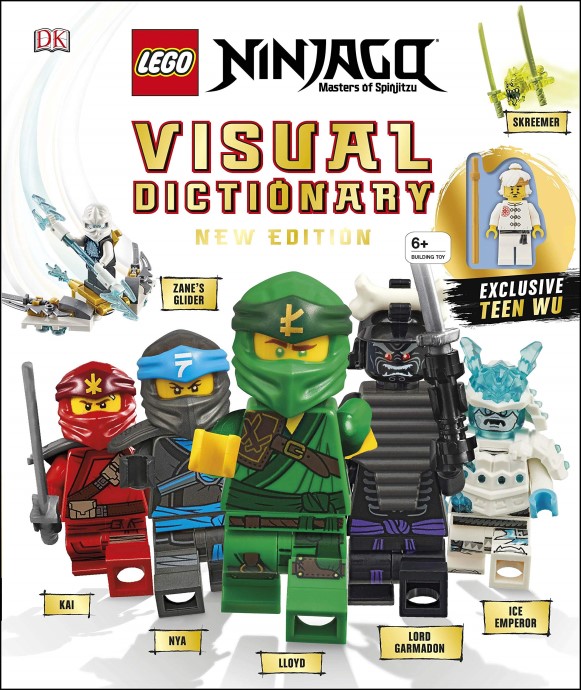 DK
LEGO NINJAGO
Masters of Spinjitzu
SKREEMER
VISUAL
DICTIONARY
NEW EDITION
6+
BUILDING TOY
ZANE'S
GLIDER
EXCLUSIVE
TEEN WU
KAI
NYA
LLOYD
LORD
GARMADON
ICE
EMPEROR